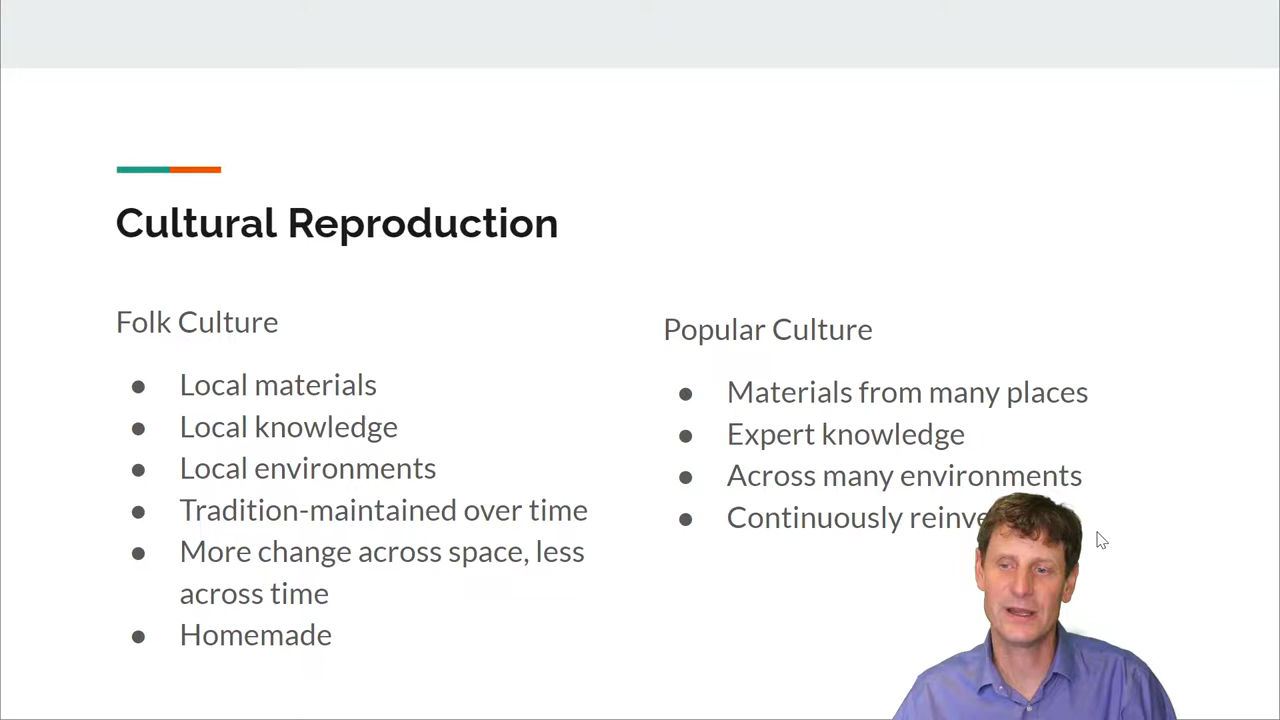 Cultural Reproduction
Folk Culture
● Local materials
● Local knowledge
● Local environments
● Tradition-maintained over time
● More change across space, less
across time
● Homemade
Popular Culture
● Materials from many places
● Expert knowledge
● Across many environments
● Continuously